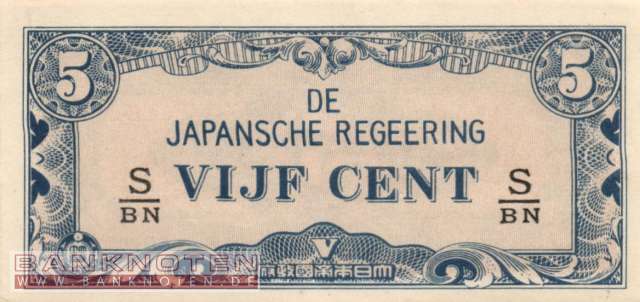 5 5
DE
JAPANSCHE REGEERING
S VIJF CENT S
BN BN
V
BANKNOTEN
WWW.BANKNOTEN.DE